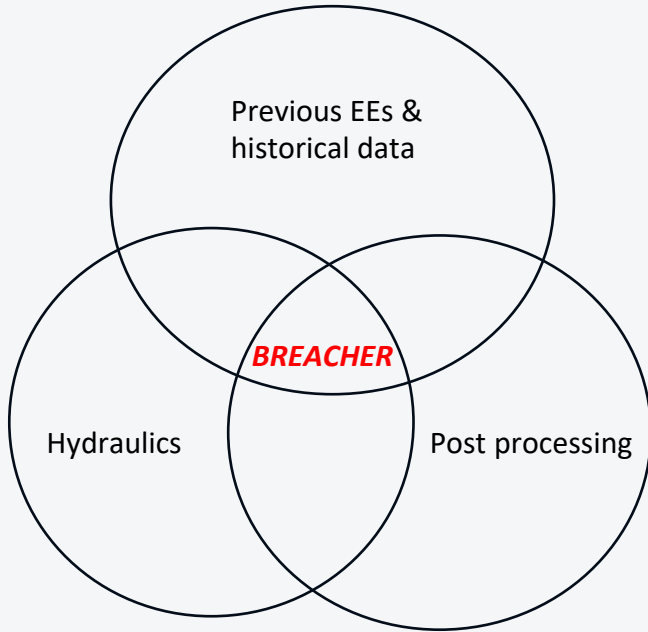 Previous EEs &
historical data
BREACHER
Hydraulics
Post processing